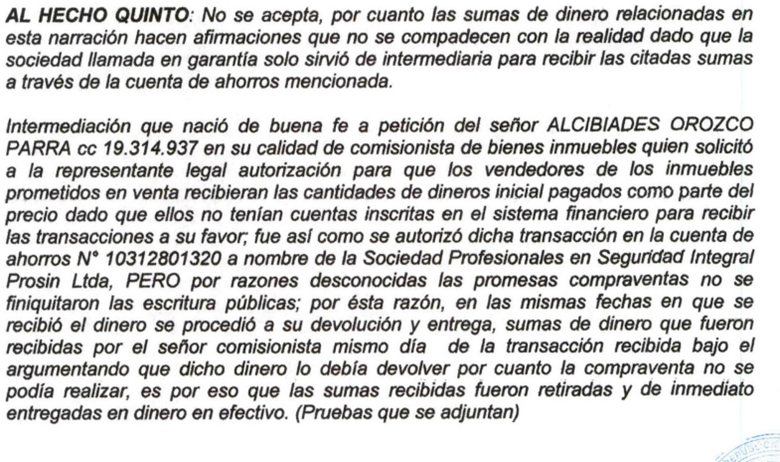 AL HECHO QUINTO: No se acepta, por cuanto las sumas de dinero relacionadas en
esta narración hacen afirmaciones que no se compadecen con la realidad dado que la
sociedad llamada en garantía solo sirvió de intermediaria para recibir las citadas sumas
a través de la cuenta de ahorros mencionada.
Intermediación que nació de buena fe a petición del señor ALCIBIADES OROZCO
PARRA cc 19.314.937 en su calidad de comisionista de bienes inmuebles quien solicitó
a la representante legal autorización para que los vendedores de los inmuebles
prometidos en venta recibieran las cantidades de dineros inicial pagados como parte del
precio dado que ellos no tenían cuentas inscritas en el sistema financiero para recibir
las transacciones a su favor; fue así como se autorizó dicha transacción en la cuenta de
ahorros N° 10312801320 a nombre de la Sociedad Profesionales en Seguridad Integral
Prosin Ltda, PERO por razones desconocidas las promesas compraventas no se
finiquitaron las escritura públicas; por ésta razón, en las mismas fechas en que se
recibió el dinero se procedió a su devolución y entrega, sumas de dinero que fueron
recibidas por el señor comisionista mismo día de la transacción recibida bajo el
argumentando que dicho dinero lo debía devolver por cuanto la compraventa no se
podía realizar, es por eso que las sumas recibidas fueron retiradas y de inmediato
entregadas en dinero en efectivo. (Pruebas que se adjuntan)